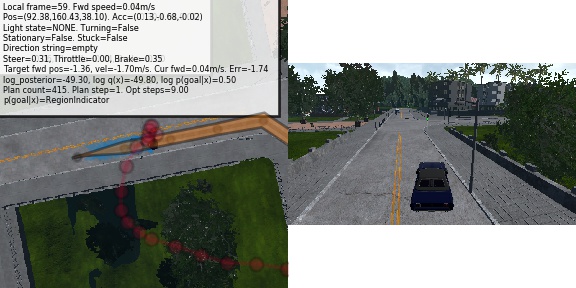 Local frame=59. Fwd speed=0.04m/s
Pos=(92.38,160.43,38.10). Acc=(0.13,-0.68,-0.02)
Light state=NONE. Turning=False
Stationary=False. Stuck=False
Direction string=empty
Steer=0.31, Throttle=0.00, Brake=0.35
Target fwd pos=-1.36, vel=-1.70m/s. Cur fwd=0.04m/s. Err=-1.74
log_posterior=-49.30, log q(x)=-49.80, log p(goal|x)=0.50
Plan count=415. Plan step=1. Opt steps=9.00
p(goal|x)=RegionIndicator